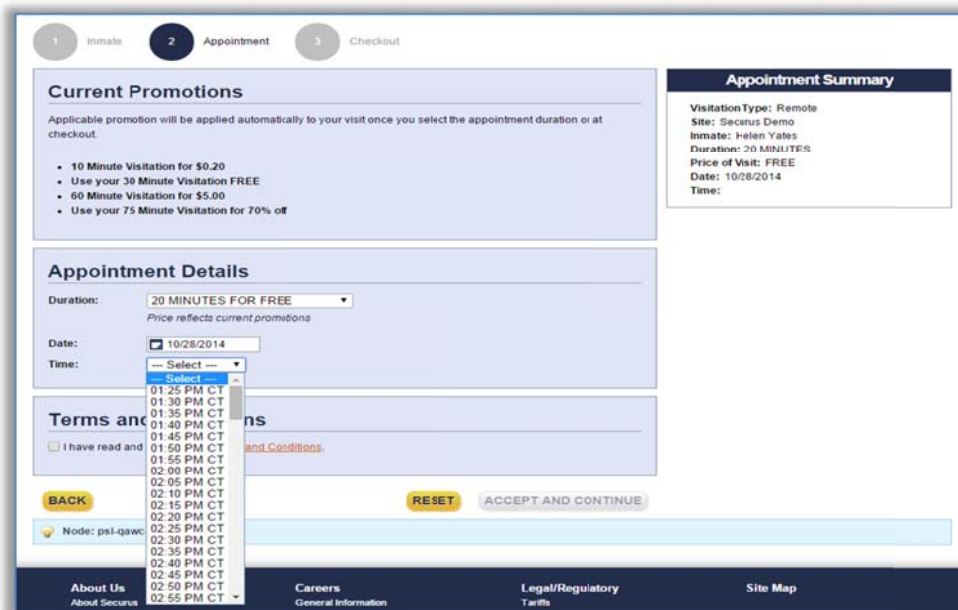 1 Inmate 2 Appointment 3 Checkout
Current Promotions
Applicable promotion will be applied automatically to your visit once you select the appointment duration or at
checkout.
• 10 Minute Visitation for $0.20
• Use your 30 Minute Visitation FREE
• 60 Minute Visitation for $5.00
• Use your 75 Minute Visitation for 70% off
Appointment Summary
Visitation Type: Remote
Site: Securus Demo
Inmate: Helen Yates
Duration: 20 MINUTES
Price of Visit: FREE
Date: 10/28/2014
Time:
Appointment Details
Duration: 20 MINUTES FOR FREE
Price reflects current promotions
Date: 10/28/2014
Time: --- Select ---
--- Select ---
01:25 PM CT
01:30 PM CT
01:35 PM CT
01:40 PM CT
01:45 PM CT
01:50 PM CT
01:55 PM CT
02:00 PM CT
02:05 PM CT
02:10 PM CT
02:15 PM CT
02:20 PM CT
02:25 PM CT
02:30 PM CT
02:35 PM CT
02:40 PM CT
02:45 PM CT
02:50 PM CT
02:55 PM CT
Terms an ns
I have read and and Conditions.
BACK RESET ACCEPT AND CONTINUE
Node: psl-qawc
About Us Careers Legal/Regulatory Site Map
About Securus General Information Tariffs